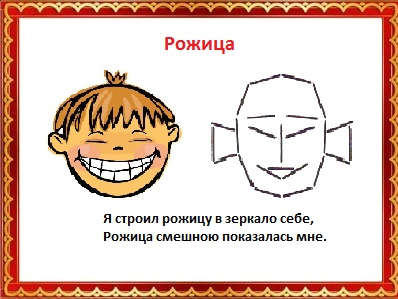 Рожица
Я строил рожицу в зеркало себе,
Рожица смешною показалась мне.